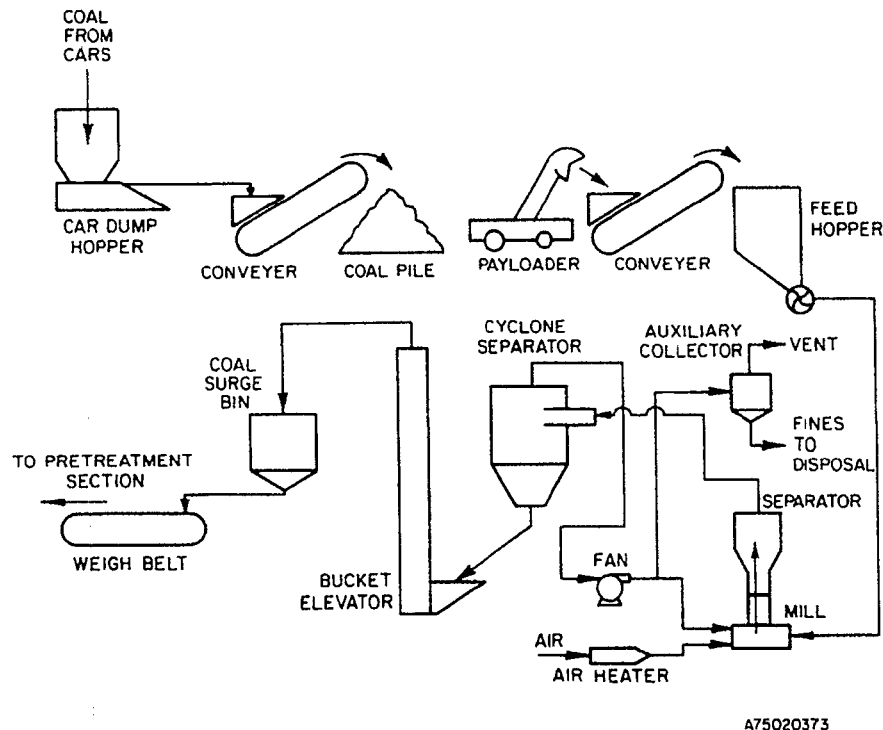 COAL
FROM
CARS
CAR DUMP
HOPPER
CONVEYER
COAL PILE
PAYLOADER
CONVEYER
FEED
HOPPER
CYCLONE
SEPARATOR
AUXILIARY
COLLECTOR
VENT
COAL
SURGE
BIN
FINES
TO
DISPOSAL
TO PRETREATMENT
SECTION
SEPARATOR
WEIGH BELT
BUCKET
ELEVATOR
FAN
MILL
AIR
AIR HEATER
A75020373